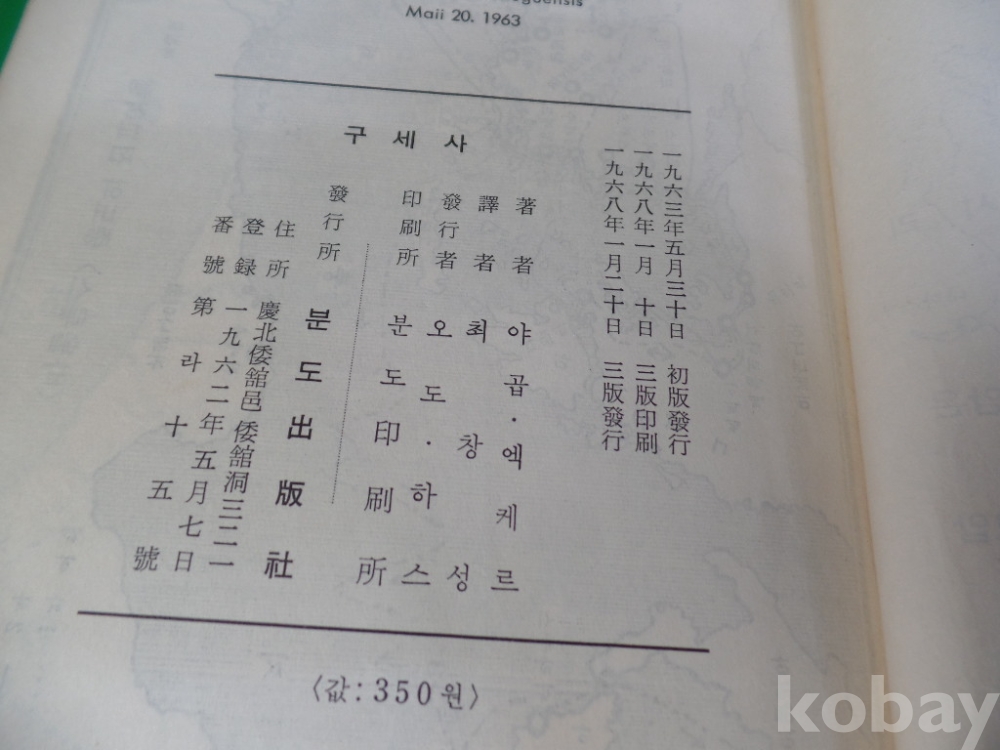 Maii 20. 1963
구세사
一九六三年五月三十日 初版發行
一九六八年一月 十日 三版印刷
一九六八年一月二十日 三版發行
著者 야곱·엑케르
譯者 최창성
發行者 오도·하스
印刷所 분도印刷所
發行所 분도出版社
住所 慶北倭舘邑倭舘洞三二一
登録 一九六二年五月七日
番號 第라十五號
〈값: 350원〉
kobay